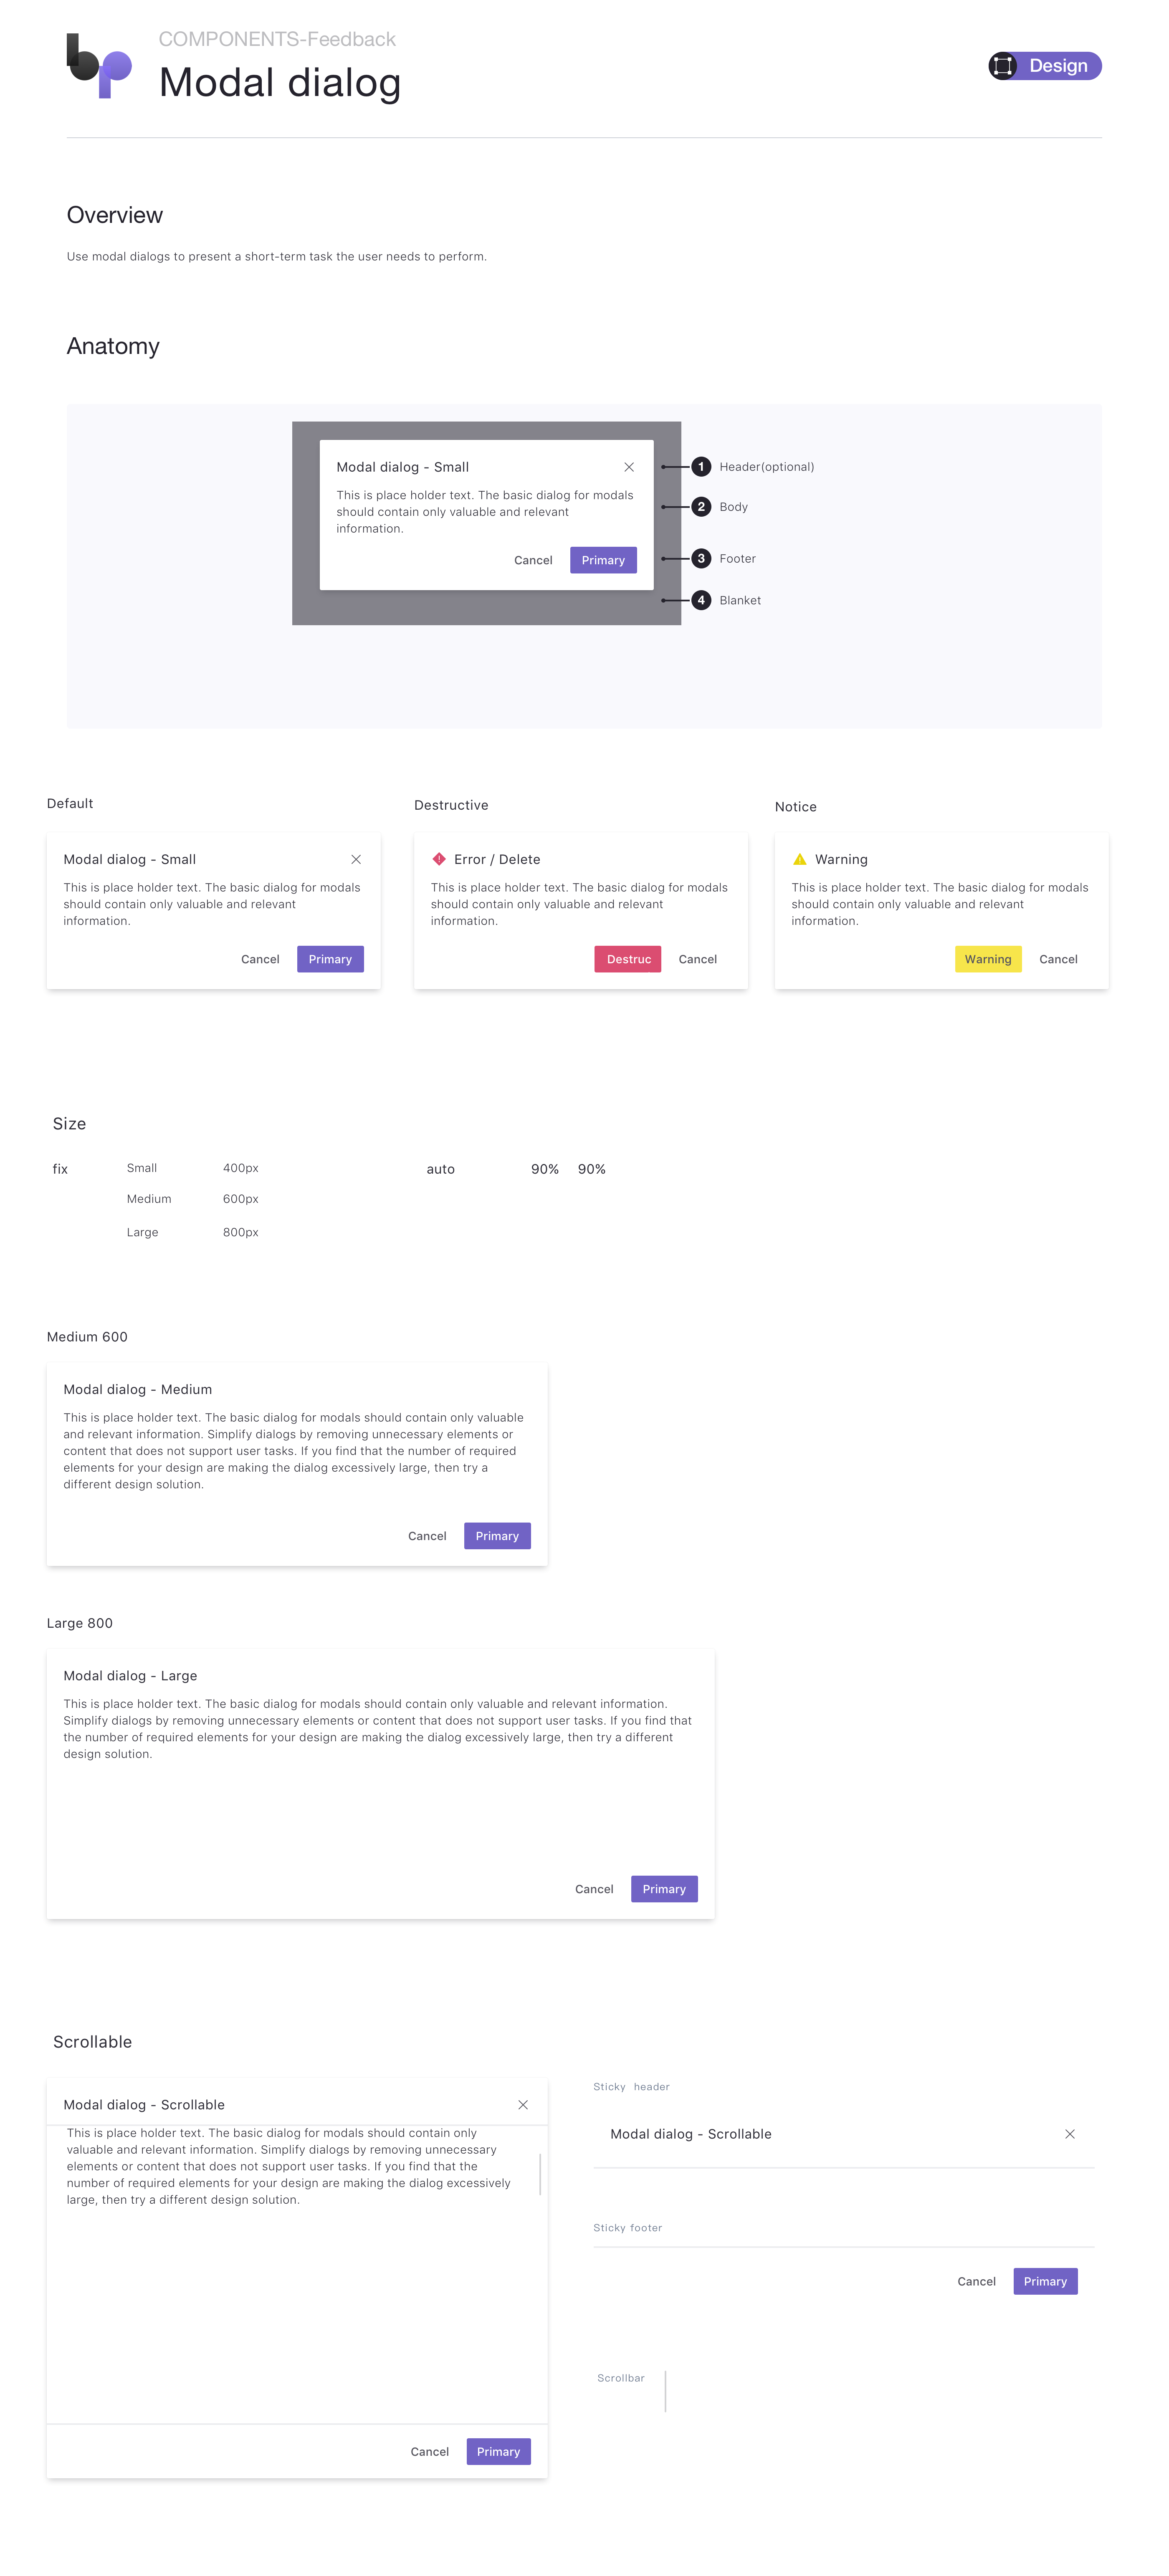 COMPONENTS-Feedback
Modal dialog
Design
Overview
Use modal dialogs to present a short-term task the user needs to perform.
Anatomy
Modal dialog - Small
This is place holder text. The basic dialog for modals
should contain only valuable and relevant
information.
Cancel
Primary
1 Header(optional)
2 Body
3 Footer
4 Blanket
Default
Modal dialog - Small
This is place holder text. The basic dialog for modals
should contain only valuable and relevant
information.
Cancel
Primary
Destructive
Error / Delete
This is place holder text. The basic dialog for modals
should contain only valuable and relevant
information.
Destruc
Cancel
Notice
Warning
This is place holder text. The basic dialog for modals
should contain only valuable and relevant
information.
Warning
Cancel
Size
fix
Small 400px
Medium 600px
Large 800px
auto 90% 90%
Medium 600
Modal dialog - Medium
This is place holder text. The basic dialog for modals should contain only valuable
and relevant information. Simplify dialogs by removing unnecessary elements or
content that does not support user tasks. If you find that the number of required
elements for your design are making the dialog excessively large, then try a
different design solution.
Cancel
Primary
Large 800
Modal dialog - Large
This is place holder text. The basic dialog for modals should contain only valuable and relevant information.
Simplify dialogs by removing unnecessary elements or content that does not support user tasks. If you find that
the number of required elements for your design are making the dialog excessively large, then try a different
design solution.
Cancel
Primary
Scrollable
Modal dialog - Scrollable
This is place holder text. The basic dialog for modals should contain only
valuable and relevant information. Simplify dialogs by removing unnecessary
elements or content that does not support user tasks. If you find that the
number of required elements for your design are making the dialog excessively
large, then try a different design solution.
Cancel
Primary
Sticky header
Modal dialog - Scrollable
Sticky footer
Cancel
Primary
Scrollbar